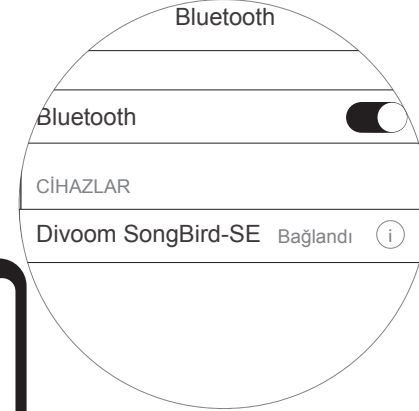 Bluetooth
Bluetooth
CİHAZLAR
Divoom SongBird-SE Bağlandı i